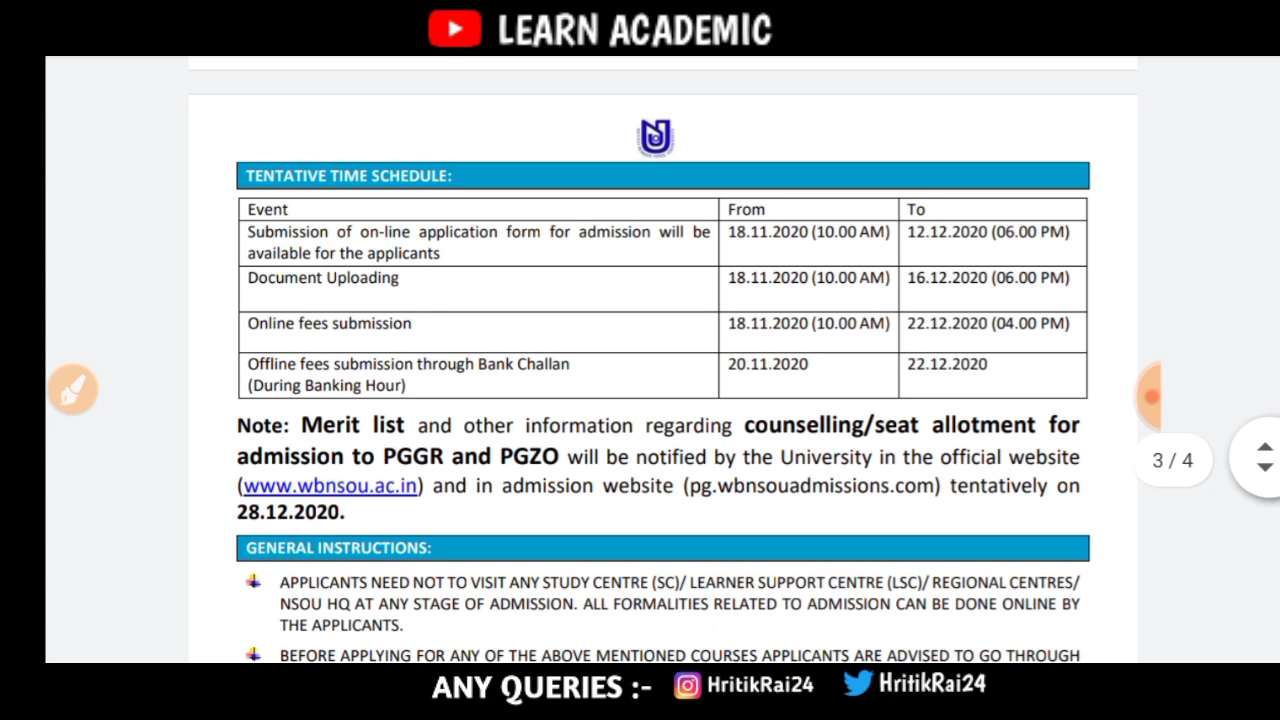 LEARN ACADEMIC
TENTATIVE TIME SCHEDULE:
Event From To
Submission of on-line application form for admission will be 18.11.2020 (10.00 AM) 12.12.2020 (06.00 PM)
available for the applicants
Document Uploading 18.11.2020 (10.00 AM) 16.12.2020 (06.00 PM)
Online fees submission 18.11.2020 (10.00 AM) 22.12.2020 (04.00 PM)
Offline fees submission through Bank Challan 20.11.2020 22.12.2020
(During Banking Hour)
Note: Merit list and other information regarding counselling/seat allotment for
admission to PGGR and PGZO will be notified by the University in the official website
(www.wbnsou.ac.in) and in admission website (pg.wbnsouadmissions.com) tentatively on
28.12.2020.
3 / 4
GENERAL INSTRUCTIONS:
APPLICANTS NEED NOT TO VISIT ANY STUDY CENTRE (SC)/ LEARNER SUPPORT CENTRE (LSC)/ REGIONAL CENTRES/
NSOU HQ AT ANY STAGE OF ADMISSION. ALL FORMALITIES RELATED TO ADMISSION CAN BE DONE ONLINE BY
THE APPLICANTS.
BEFORE APPLYING FOR ANY OF THE ABOVE MENTIONED COURSES APPLICANTS ARE ADVISED TO GO THROUGH
ANY QUERIES :- HritikRai24 HritikRai24